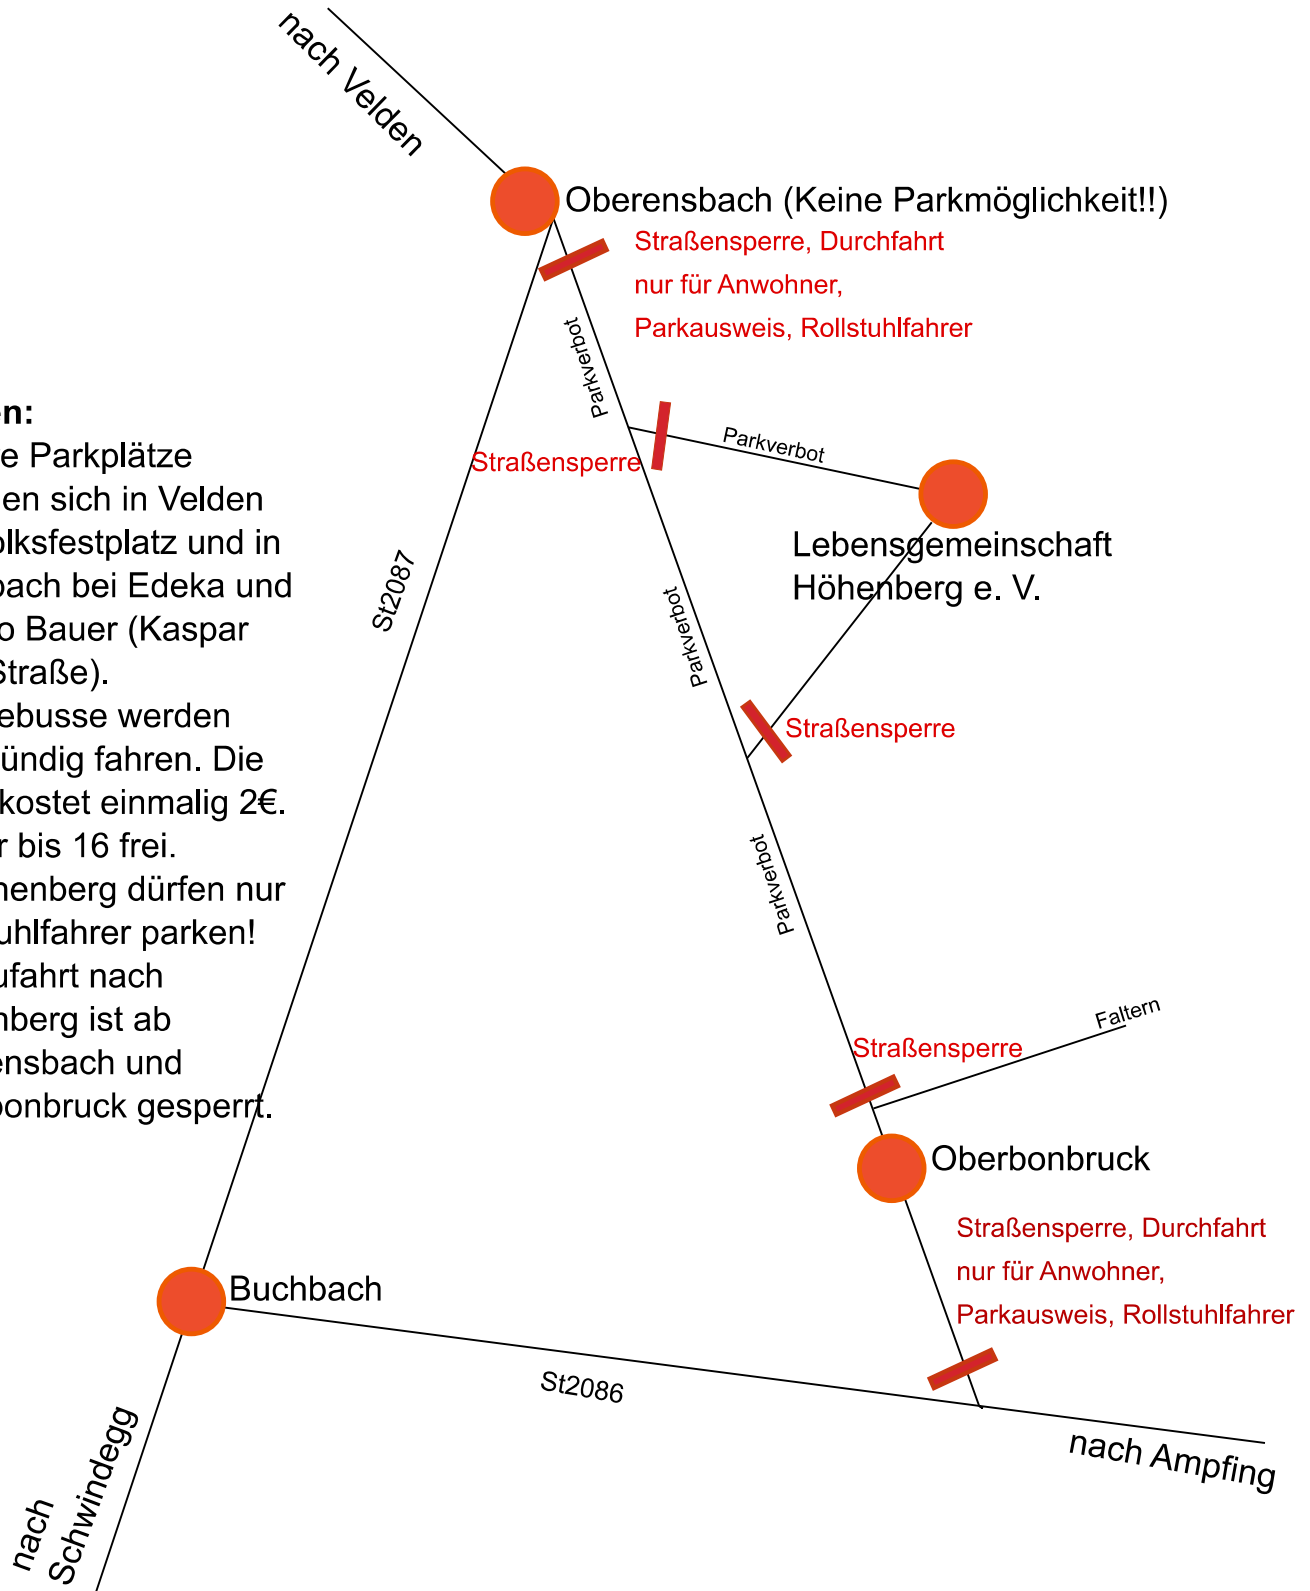 nach Velden
Oberensbach (Keine Parkmöglichkeit!!)
Straßensperre, Durchfahrt
nur für Anwohner,
Parkausweis, Rollstuhlfahrer
Parkverbot
Straßensperre
Parkverbot
Lebensgemeinschaft
Höhenberg e. V.
St2087
Parkverbot
Straßensperre
Parkverbot
en:
e Parkplätze
en sich in Velden
olksfestplatz und in
bach bei Edeka und
o Bauer (Kaspar
Straße).
ebusse werden
ündig fahren. Die
kostet einmalig 2€.
r bis 16 frei.
henberg dürfen nur
uhlfahrer parken!
ufahrt nach
nberg ist ab
ensbach und
bonbruck gesperrt.
Faltern
Straßensperre
Oberbonbruck
Straßensperre, Durchfahrt
nur für Anwohner,
Parkausweis, Rollstuhlfahrer
Buchbach
St2086
nach Ampfing
nach
Schwindegg